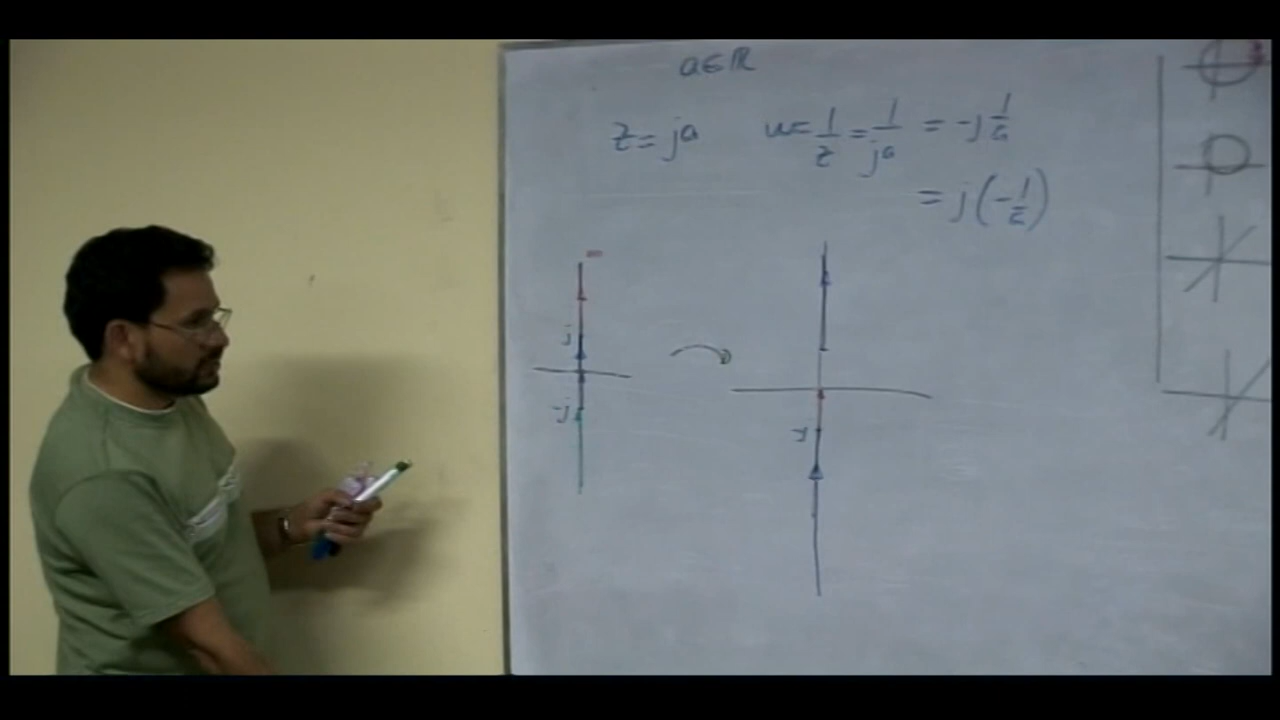 a∈ℝ
z = ja w = 1/z = 1/ja = -j 1/a
= j(-1/a)
j
-j
-j